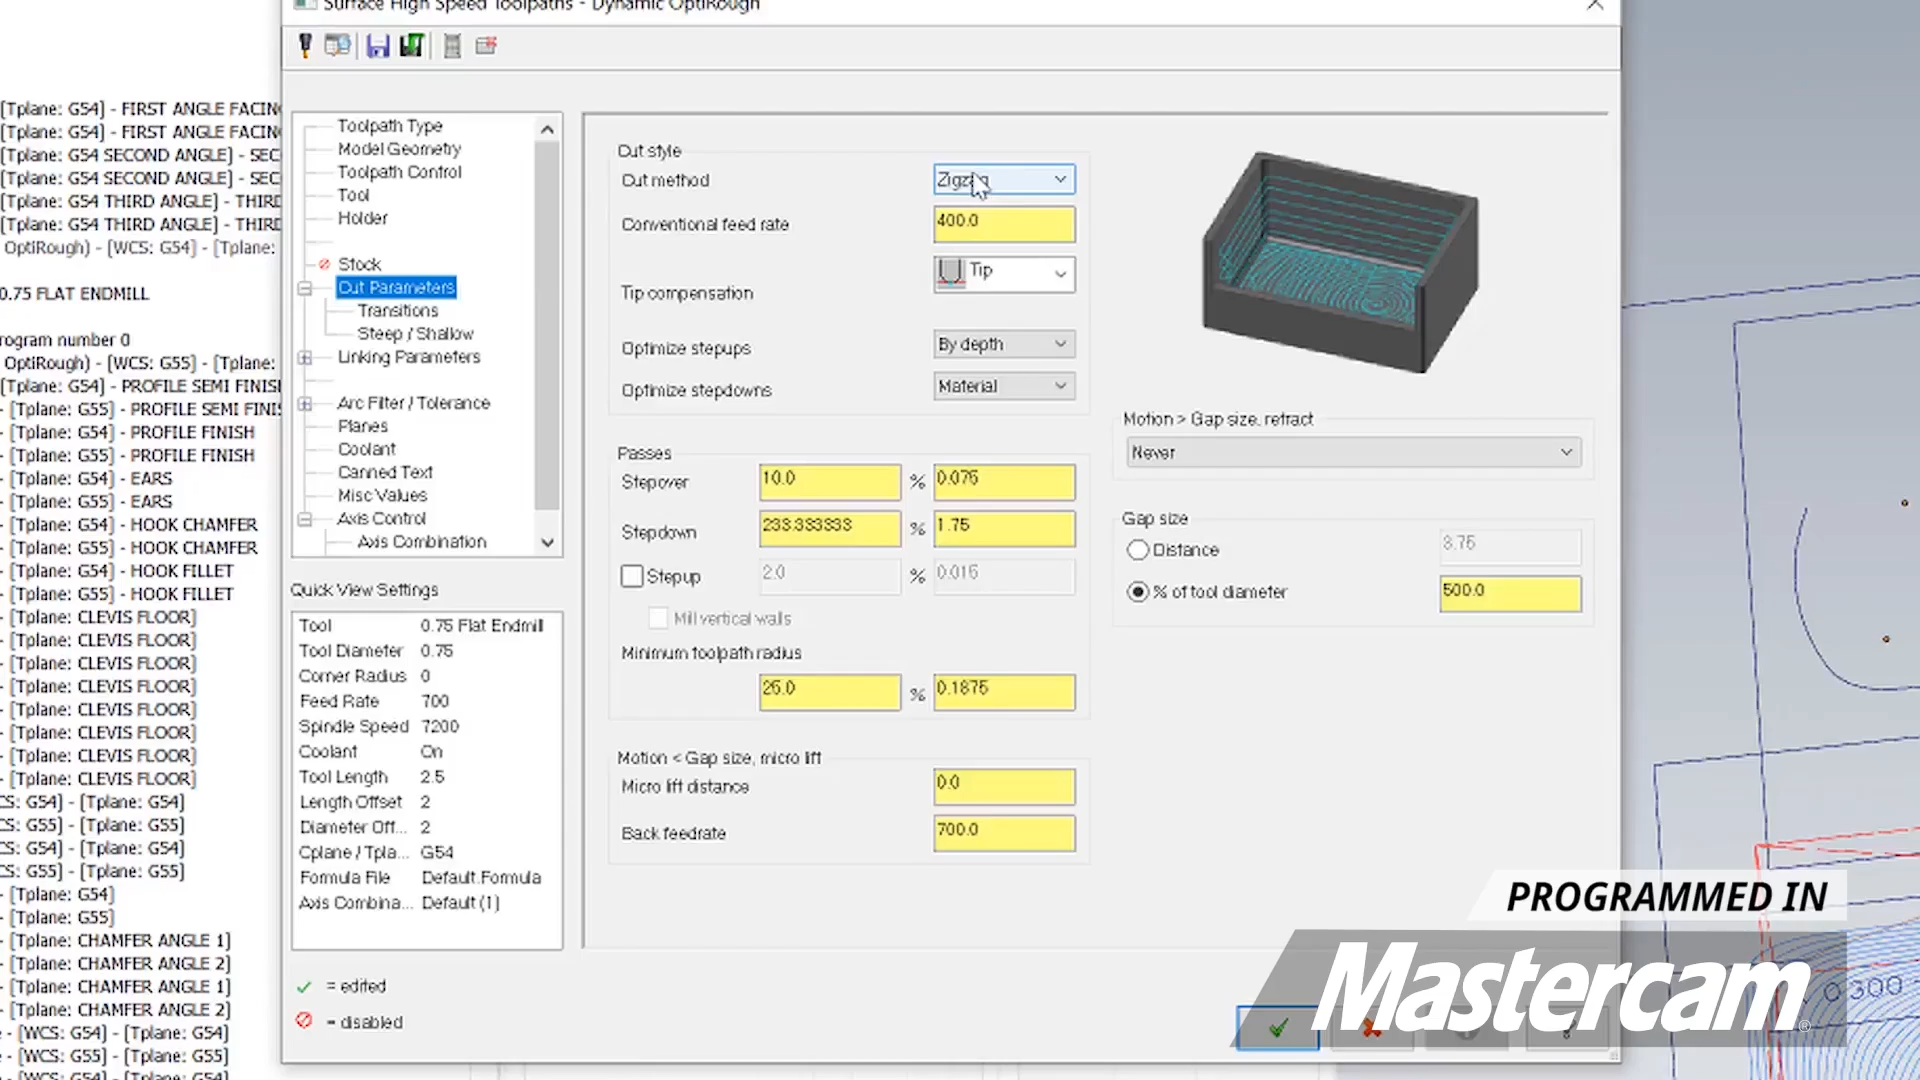 Surface High Speed Toolpaths - Dynamic OptiRough
[Tplane: G54] - FIRST ANGLE FACIN
[Tplane: G54] - FIRST ANGLE FACIN
[Tplane: G54 SECOND ANGLE] - SEC
[Tplane: G54 SECOND ANGLE] - SEC
[Tplane: G54 THIRD ANGLE] - THIRD
[Tplane: G54 THIRD ANGLE] - THIRD
OptiRough) - [WCS: G54] - [Tplane:
0.75 FLAT ENDMILL
rogram number 0
OptiRough) - [WCS: G55] - [Tplane:
[Tplane: G54] - PROFILE SEMI FINISH
- [Tplane: G55] - PROFILE SEMI FINIS
- [Tplane: G54] - PROFILE FINISH
- [Tplane: G55] - PROFILE FINISH
- [Tplane: G54] - EARS
- [Tplane: G55] - EARS
- [Tplane: G54] - HOOK CHAMFER
- [Tplane: G55] - HOOK CHAMFER
- [Tplane: G54] - HOOK FILLET
- [Tplane: G55] - HOOK FILLET
- [Tplane: CLEVIS FLOOR]
- [Tplane: CLEVIS FLOOR]
- [Tplane: CLEVIS FLOOR]
- [Tplane: CLEVIS FLOOR]
- [Tplane: CLEVIS FLOOR]
- [Tplane: CLEVIS FLOOR]
- [Tplane: CLEVIS FLOOR]
- [Tplane: CLEVIS FLOOR]
CS: G54] - [Tplane: G54]
CS: G55] - [Tplane: G55]
CS: G54] - [Tplane: G54]
CS: G55] - [Tplane: G55]
- [Tplane: G54]
- [Tplane: G55]
- [Tplane: CHAMFER ANGLE 1]
- [Tplane: CHAMFER ANGLE 2]
- [Tplane: CHAMFER ANGLE 1]
- [Tplane: CHAMFER ANGLE 2]
e - [WCS: G54] - [Tplane: G54]
e - [WCS: G55] - [Tplane: G55]
e - [WCS: G54] - [Tplane: G54]
Toolpath Type
Model Geometry
Toolpath Control
Tool
Holder
Stock
Cut Parameters
Transitions
Steep / Shallow
Linking Parameters
Arc Filter / Tolerance
Planes
Coolant
Canned Text
Misc Values
Axis Control
Axis Combination
Quick View Settings
Tool 0.75 Flat Endmill
Tool Diameter 0.75
Corner Radius 0
Feed Rate 700
Spindle Speed 7200
Coolant On
Tool Length 2.5
Length Offset 2
Diameter Off... 2
Cplane / Tpla... G54
Formula File Default.Formula
Axis Combina... Default (1)
= edited
= disabled
Cut style
Cut method Zigzag
Conventional feed rate 400.0
Tip compensation Tip
Optimize stepups By depth
Optimize stepdowns Material
Passes
Stepover 10.0 % 0.075
Stepdown 233.333333 % 1.75
Stepup 2.0 % 0.015
Mill vertical walls
Minimum toolpath radius
25.0 % 0.1875
Motion < Gap size, micro lift
Micro lift distance 0.0
Back feedrate 700.0
Motion > Gap size, retract
Never
Gap size
Distance 3.75
% of tool diameter 500.0
PROGRAMMED IN
Mastercam®
0.300